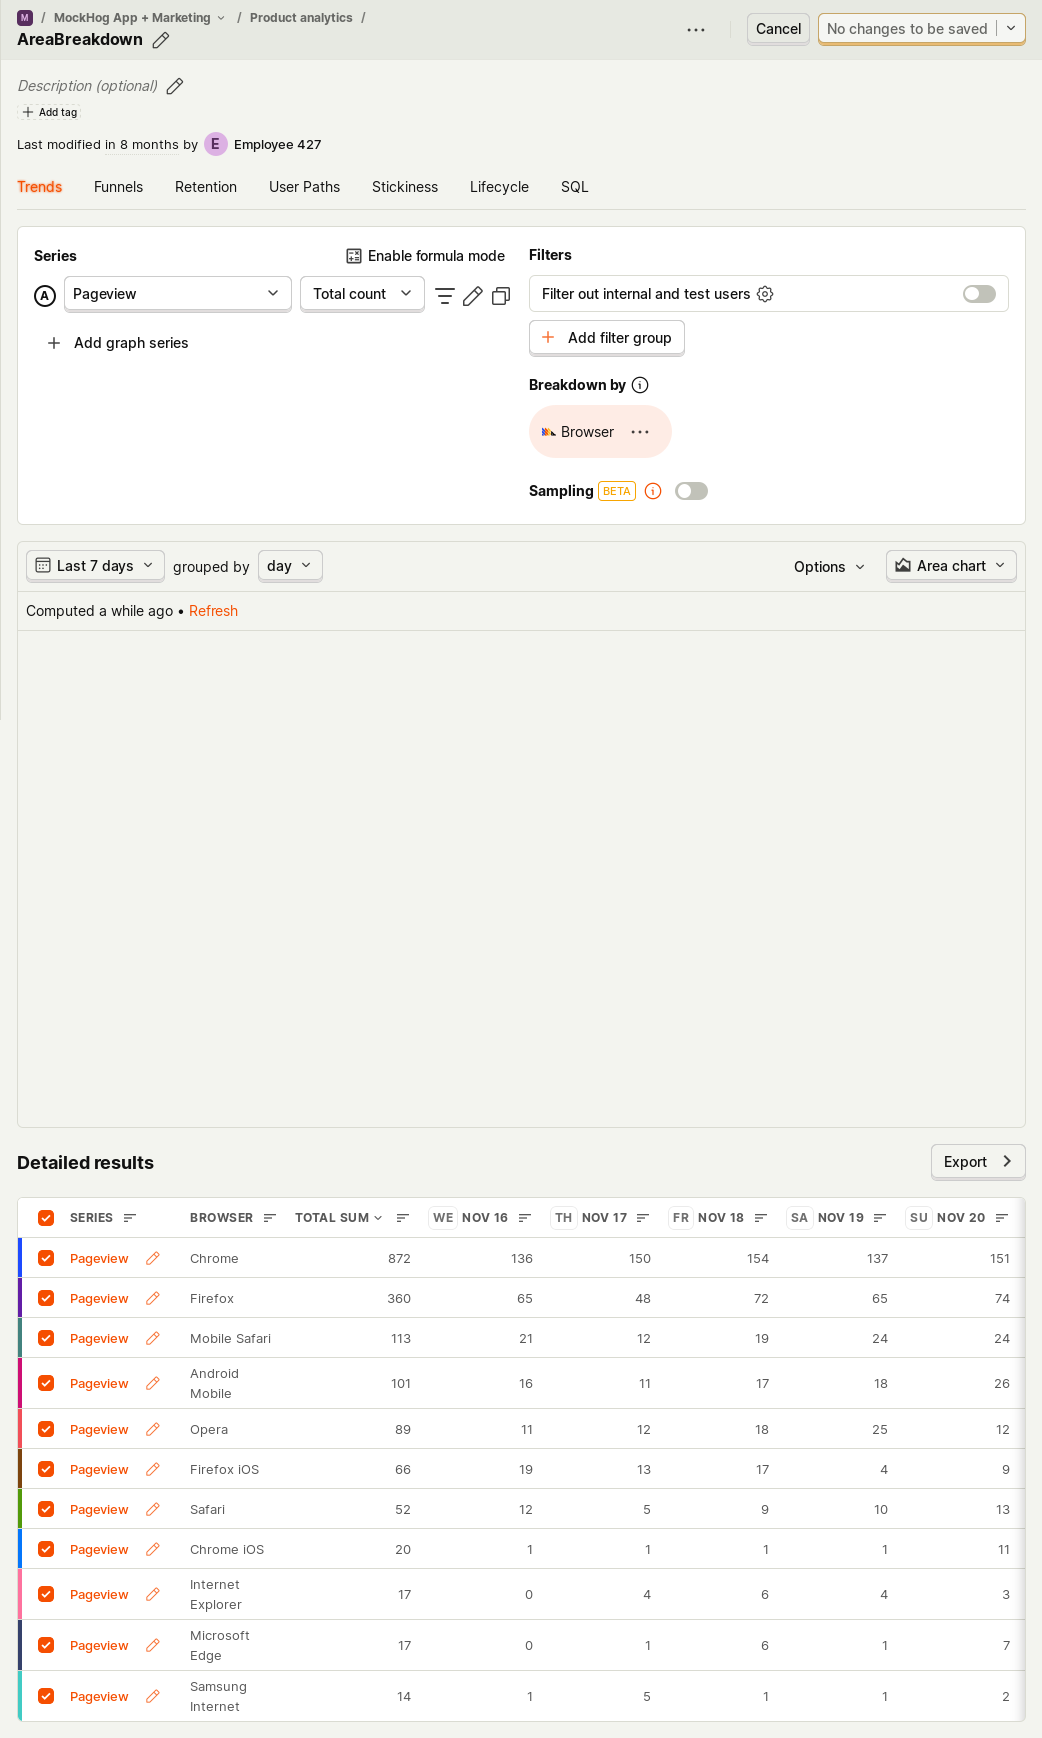 M / MockHog App + Marketing / Product analytics /
AreaBreakdown
Cancel
No changes to be saved
Description (optional)
Add tag
Last modified in 8 months by E Employee 427
Trends Funnels Retention User Paths Stickiness Lifecycle SQL
Series
Enable formula mode
Filters
A Pageview Total count
Filter out internal and test users
Add graph series
Add filter group
Breakdown by
Browser
Sampling BETA
Last 7 days grouped by day Options Area chart
Computed a while ago • Refresh
Detailed results
Export
SERIES BROWSER TOTAL SUM WE NOV 16 TH NOV 17 FR NOV 18 SA NOV 19 SU NOV 20
Pageview Chrome 872 136 150 154 137 151
Pageview Firefox 360 65 48 72 65 74
Pageview Mobile Safari 113 21 12 19 24 24
Pageview Android Mobile 101 16 11 17 18 26
Pageview Opera 89 11 12 18 25 12
Pageview Firefox iOS 66 19 13 17 4 9
Pageview Safari 52 12 5 9 10 13
Pageview Chrome iOS 20 1 1 1 1 11
Pageview Internet Explorer 17 0 4 6 4 3
Pageview Microsoft Edge 17 0 1 6 1 7
Pageview Samsung Internet 14 1 5 1 1 2